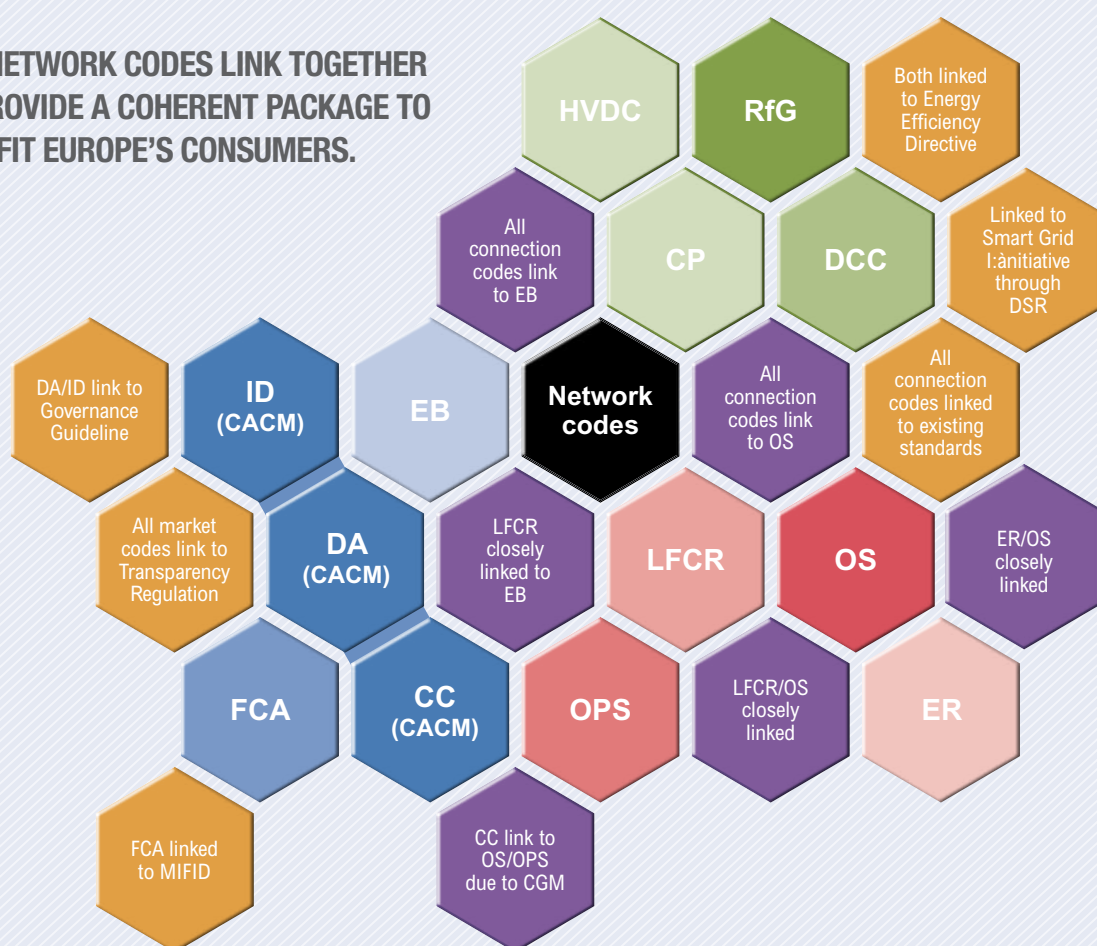 NETWORK CODES LINK TOGETHER
ROVIDE A COHERENT PACKAGE TO
FIT EUROPE'S CONSUMERS.
HVDC
RfG
Both linked
to Energy
Efficiency
Directive
All
connection
codes link
to EB
CP
DCC
Linked to
Smart Grid
I:ànitiative
through
DSR
DA/ID link to
Governance
Guideline
ID
(CACM)
EB
Network
codes
All
connection
codes link
to OS
All
connection
codes linked
to existing
standards
All market
codes link to
Transparency
Regulation
DA
(CACM)
LFCR
closely
linked to
EB
LFCR
OS
ER/OS
closely
linked
FCA
CC
(CACM)
OPS
LFCR/OS
closely
linked
ER
FCA linked
to MIFID
CC link to
OS/OPS
due to CGM